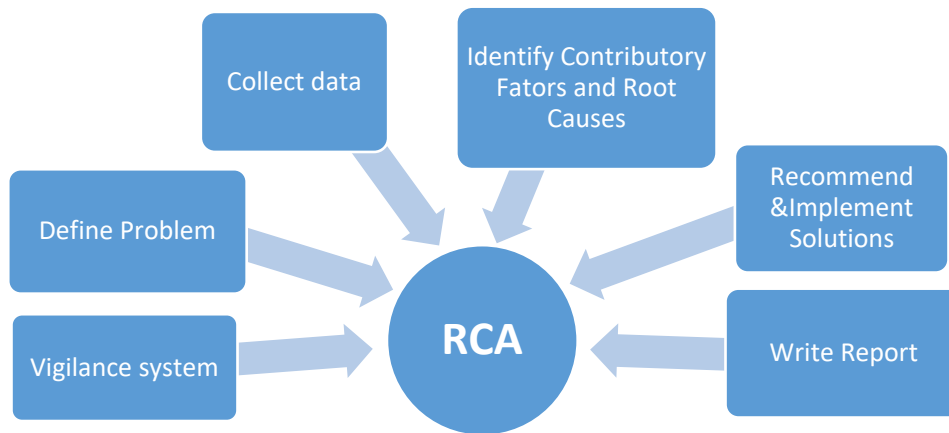 Collect data
Identify Contributory
Fators and Root
Causes
Define Problem
Recommend
&Implement
Solutions
Vigilance system
RCA
Write Report